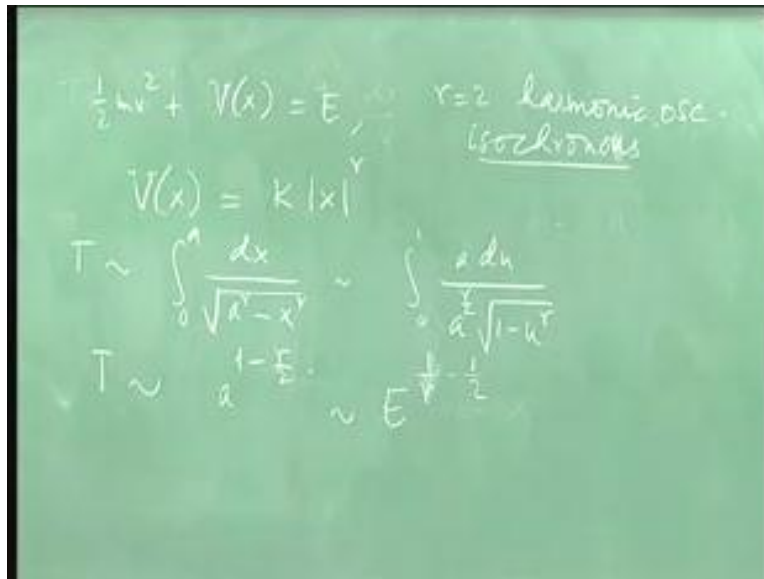 ½mv² + V(x) = E, r=2 harmonic osc.
isochronous
V(x) = K|x|^r
T ~ ∫₀^a dx / √(a^r − x^r) ~ ∫₀^1 a du / (a^(r/2) √(1−u^r))
T ~ a^(1−r/2) ~ E^(1/r − 1/2)